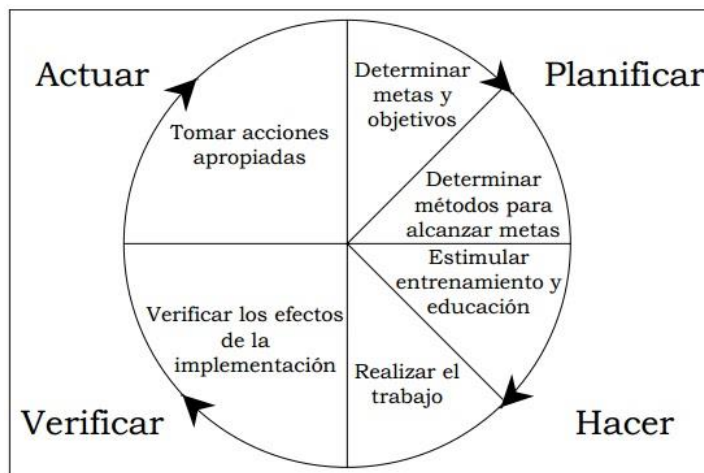 Actuar
Planificar
Determinar
metas y
objetivos
Tomar acciones
apropiadas
Determinar
métodos para
alcanzar metas
Estimular
entrenamiento y
educación
Verificar los efectos
de la
implementación
Realizar el
trabajo
Verificar
Hacer